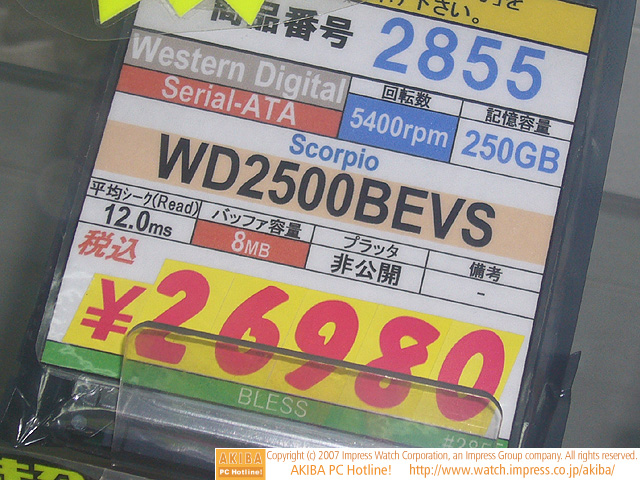 下さい。
商品番号 2855
Western Digital
Serial-ATA
回転数
5400rpm
記憶容量
250GB
Scorpio
WD2500BEVS
平均シーク(Read)
12.0ms
バッファ容量
8MB
プラッタ
非公開
備考
-
税込
¥26980
BLESS
#285
AKIBA
PC Hotline!
Copyright (c) 2007 Impress Watch Corporation, an Impress Group company. All rights reserved.
AKIBA PC Hotline! http://www.watch.impress.co.jp/akiba/